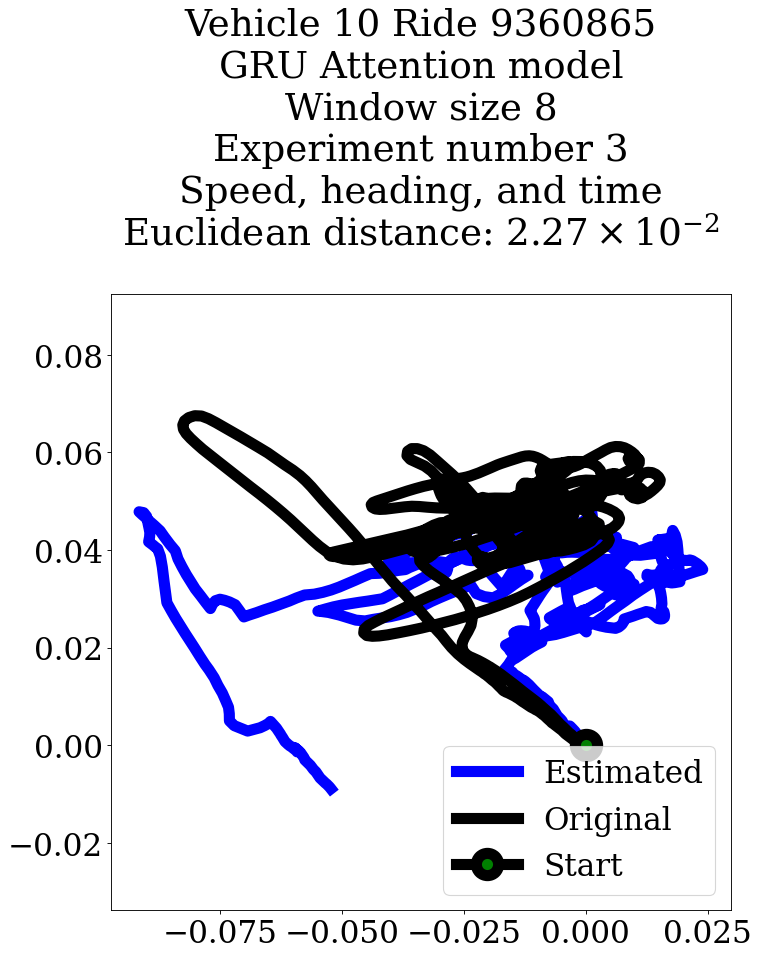 Vehicle 10 Ride 9360865
GRU Attention model
Window size 8
Experiment number 3
Speed, heading, and time
Euclidean distance: 2.27 × 10⁻²
0.08
0.06
0.04
0.02
0.00
−0.02
−0.075
−0.050
−0.025
0.000
0.025
Estimated
Original
Start